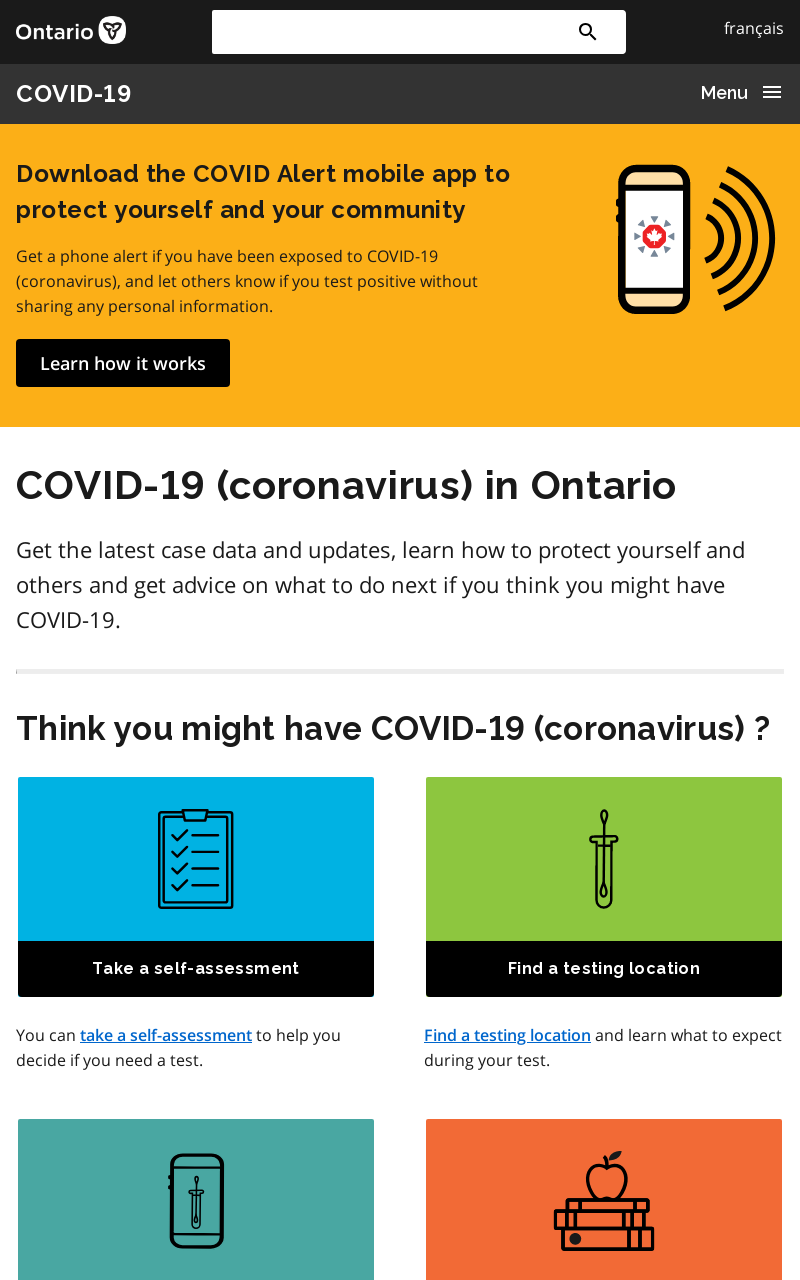 Ontario
français
COVID-19
Menu
Download the COVID Alert mobile app to
protect yourself and your community
Get a phone alert if you have been exposed to COVID-19
(coronavirus), and let others know if you test positive without
sharing any personal information.
Learn how it works
COVID-19 (coronavirus) in Ontario
Get the latest case data and updates, learn how to protect yourself and
others and get advice on what to do next if you think you might have
COVID-19.
Think you might have COVID-19 (coronavirus) ?
Take a self-assessment
Find a testing location
You can take a self-assessment to help you
decide if you need a test.
Find a testing location and learn what to expect
during your test.